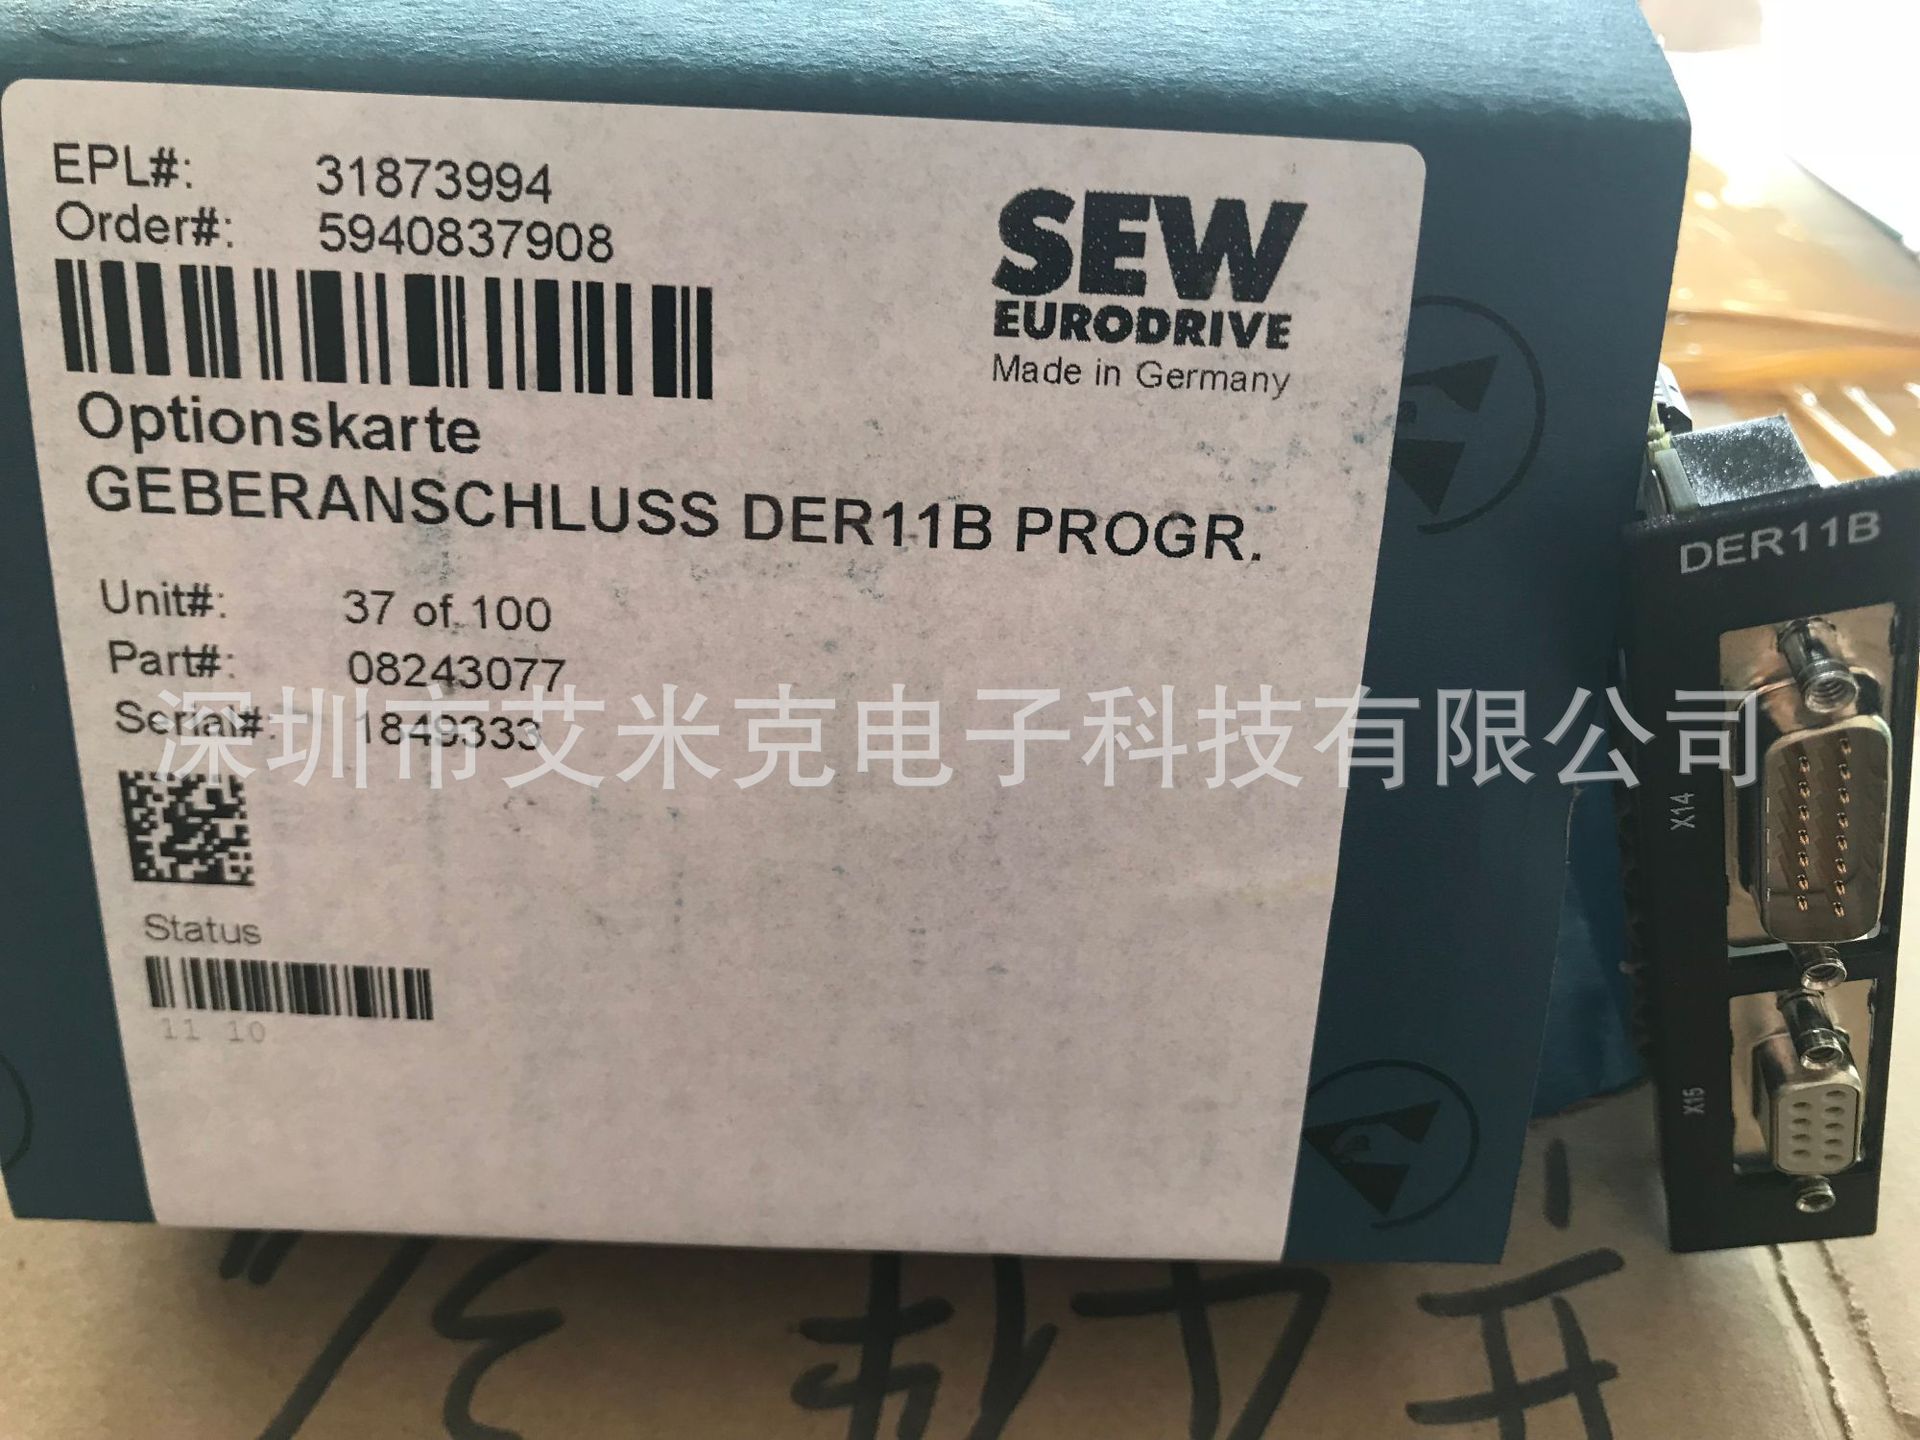 EPL#: 31873994
Order#: 5940837908
SEW
EURODRIVE
Made in Germany
Optionskarte
GEBERANSCHLUSS DER11B PROGR.
Unit#: 37 of 100
Part#: 08243077
Serial#: 1849333
深圳市艾米克电子科技有限公司
Status
11 10
DER11B
X14
X15